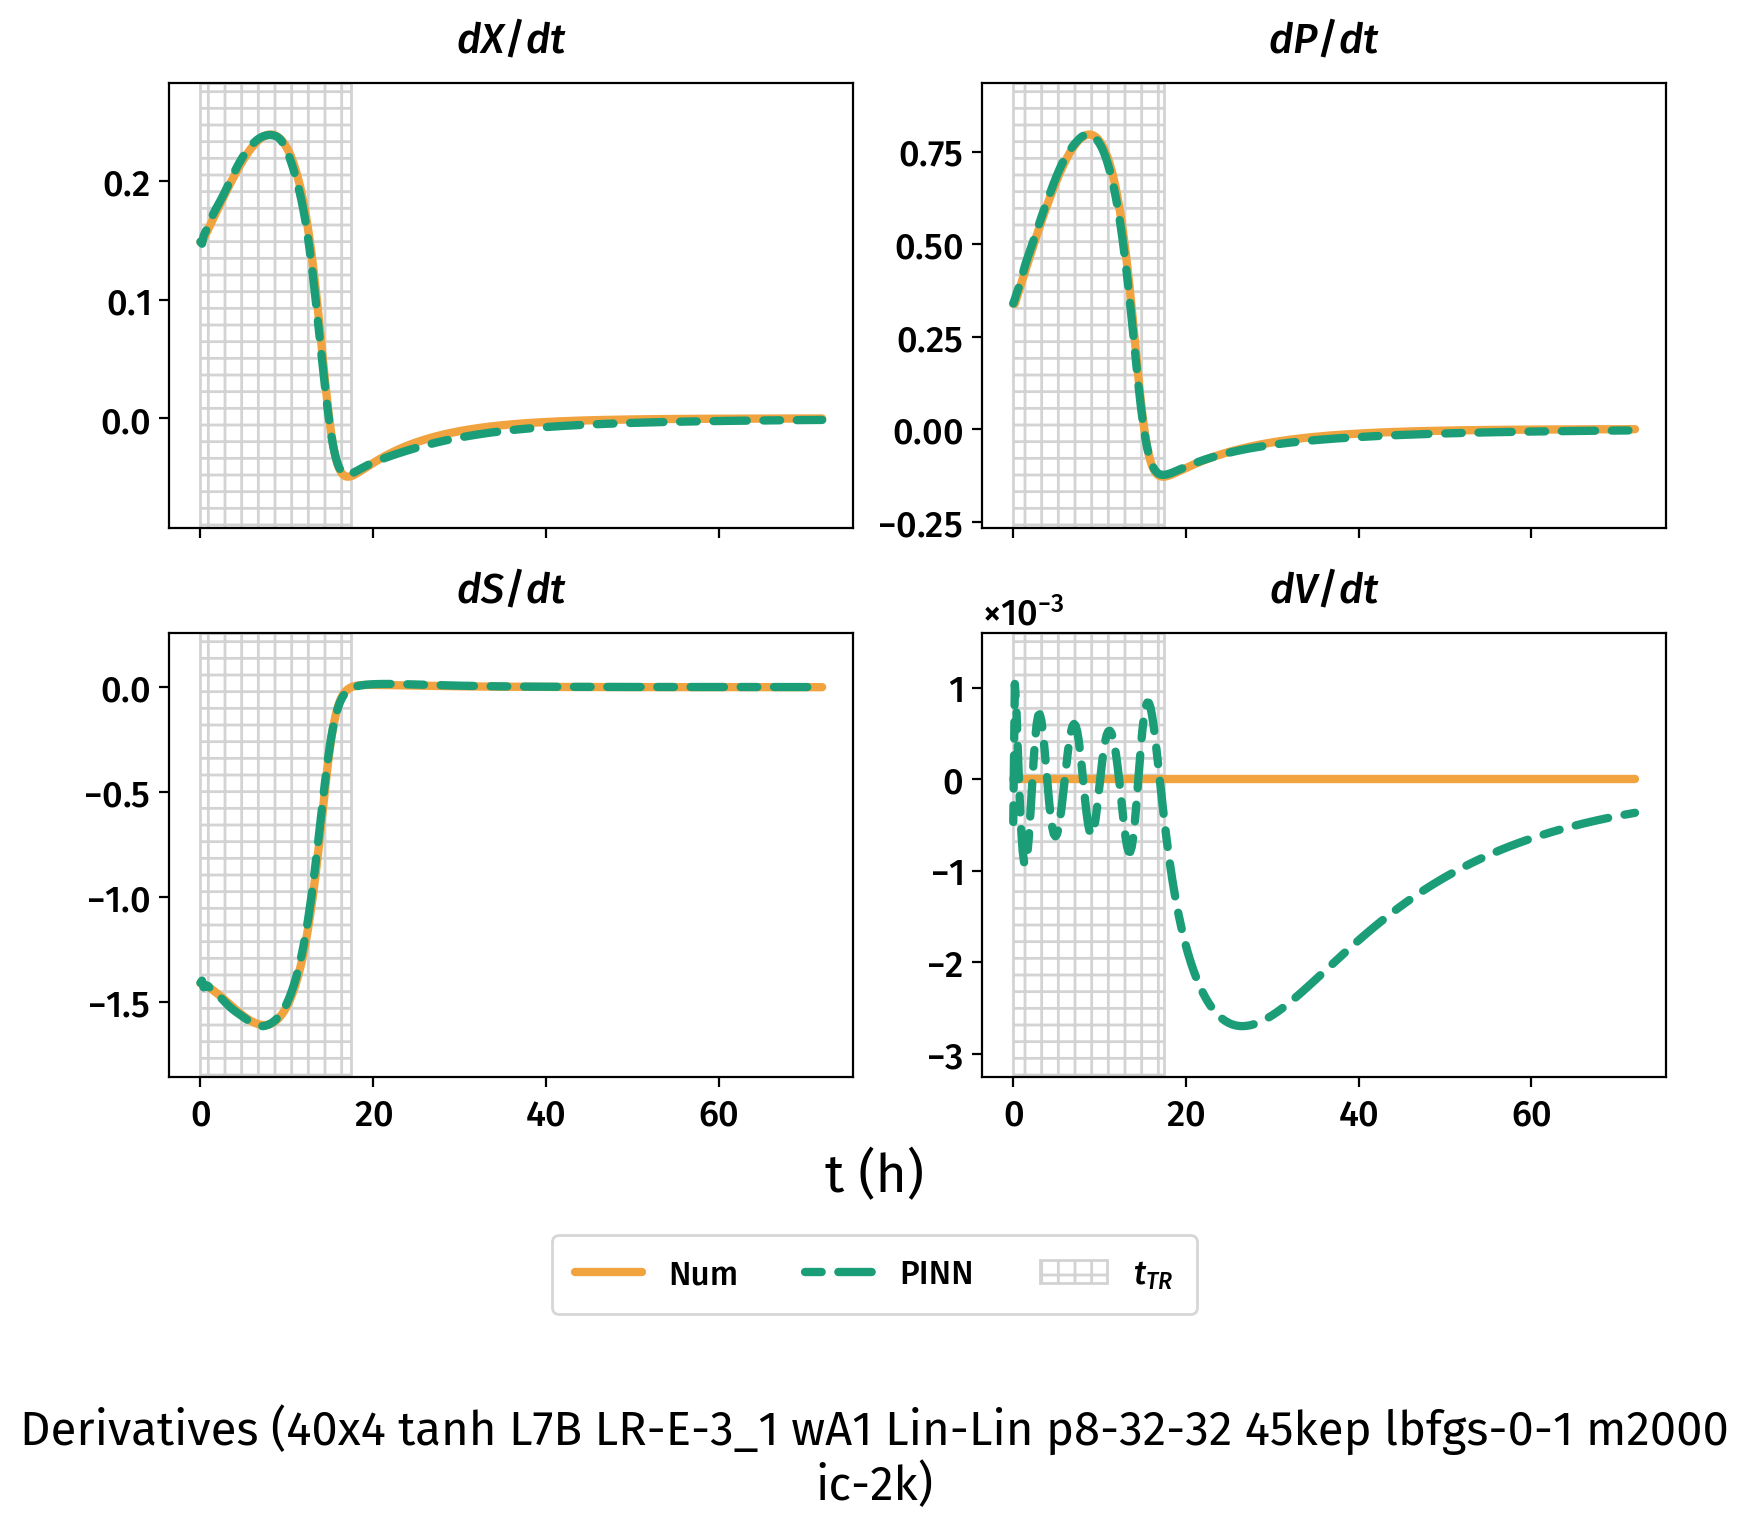 dX/dt
dP/dt
0.2
0.1
0.0
0.75
0.50
0.25
0.00
−0.25
dS/dt
dV/dt
×10⁻³
0.0
−0.5
−1.0
−1.5
1
0
−1
−2
−3
0 20 40 60
0 20 40 60
t (h)
Num PINN t_TR
Derivatives (40x4 tanh L7B LR-E-3_1 wA1 Lin-Lin p8-32-32 45kep lbfgs-0-1 m2000
ic-2k)